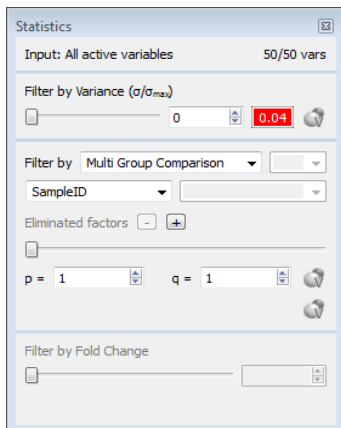 Statistics
Input: All active variables 50/50 vars
Filter by Variance (σ/σmax)
0 0.04
Filter by Multi Group Comparison
SampleID
Eliminated factors - +
p = 1 q = 1
Filter by Fold Change